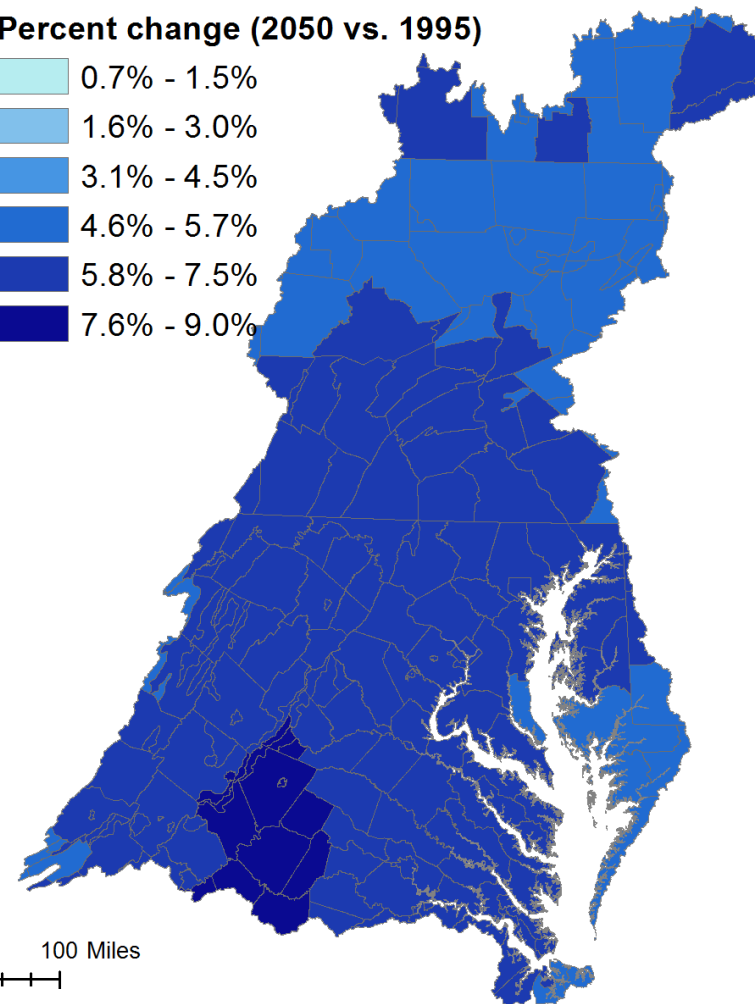 Percent change (2050 vs. 1995)
0.7% - 1.5%
1.6% - 3.0%
3.1% - 4.5%
4.6% - 5.7%
5.8% - 7.5%
7.6% - 9.0%
100 Miles